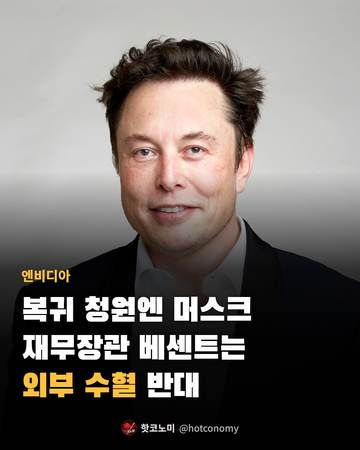 엔비디아
복귀 청원엔 머스크
재무장관 베센트는
외부 수혈 반대
핫코노미 @hotconomy